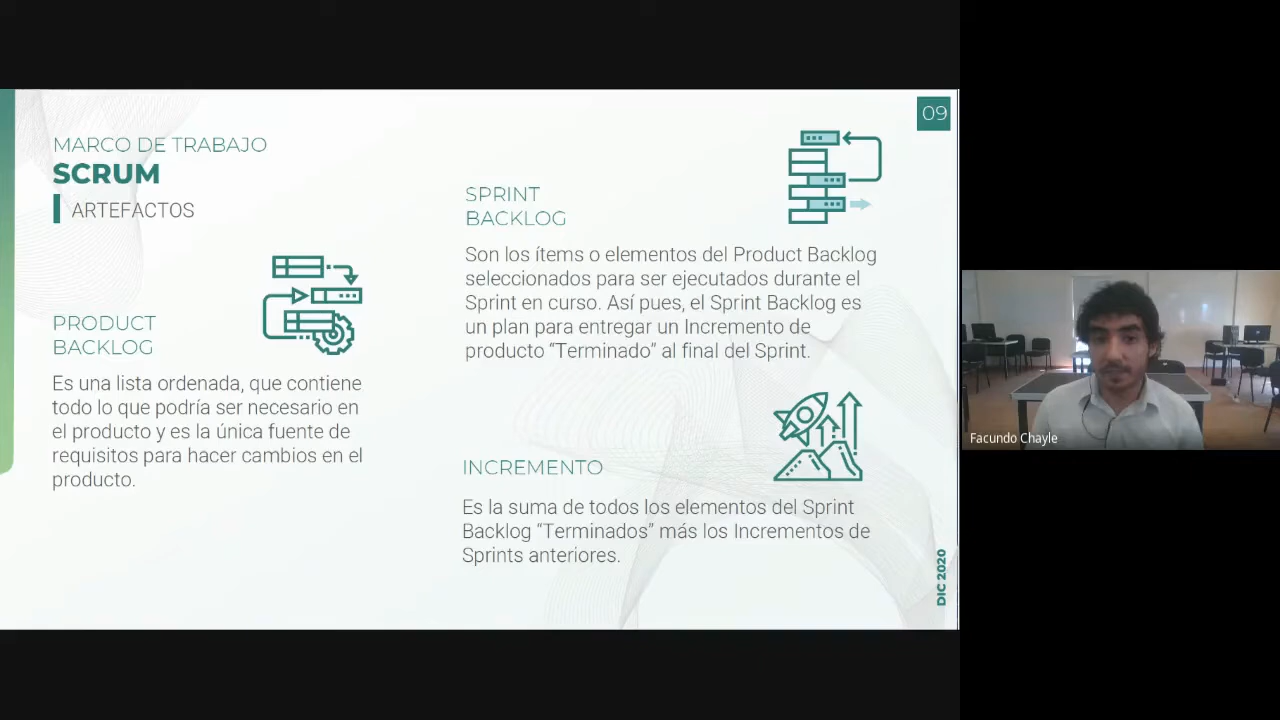 09
MARCO DE TRABAJO
SCRUM
ARTEFACTOS
PRODUCT
BACKLOG
Es una lista ordenada, que contiene
todo lo que podría ser necesario en
el producto y es la única fuente de
requisitos para hacer cambios en el
producto.
SPRINT
BACKLOG
Son los ítems o elementos del Product Backlog
seleccionados para ser ejecutados durante el
Sprint en curso. Así pues, el Sprint Backlog es
un plan para entregar un Incremento de
producto “Terminado” al final del Sprint.
INCREMENTO
Es la suma de todos los elementos del Sprint
Backlog “Terminados” más los Incrementos de
Sprints anteriores.
DIC 2020
Facundo Chayle